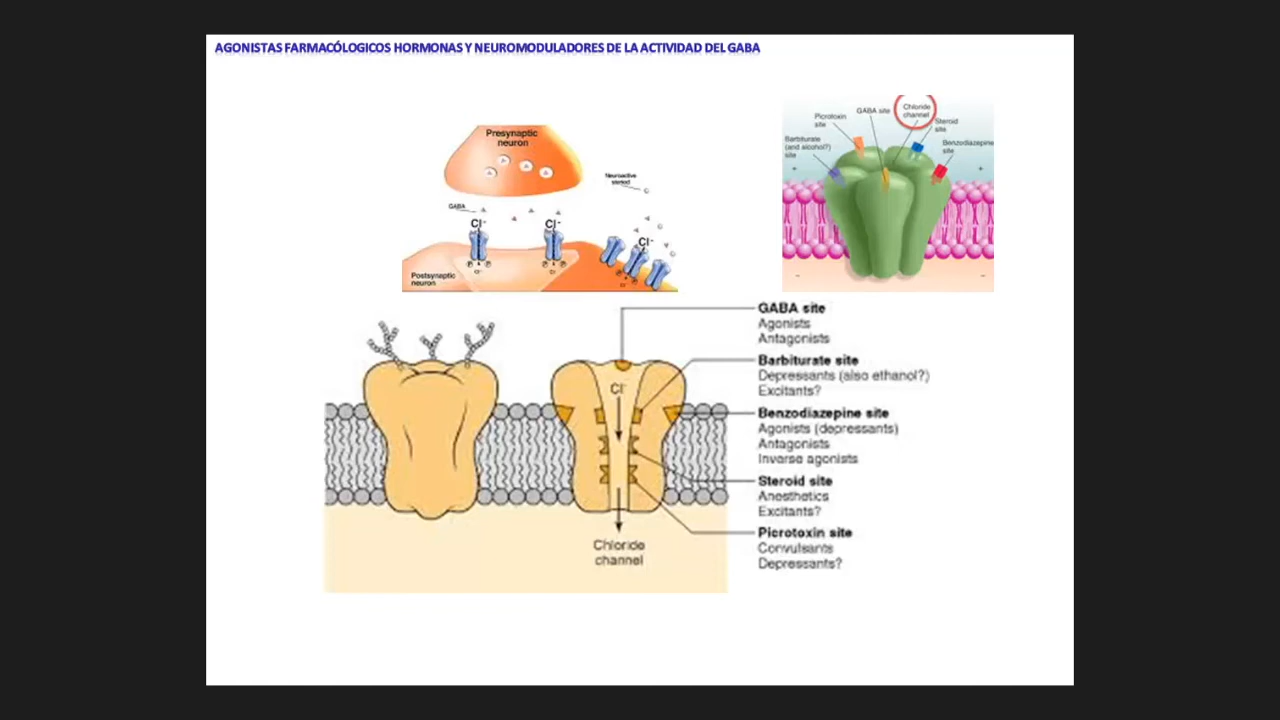 AGONISTAS FARMACÓLOGICOS HORMONAS Y NEUROMODULADORES DE LA ACTIVIDAD DEL GABA
Presynaptic
neuron
Neuroactive
steroid
GABA
Cl-
Cl-
Cl-
Postsynaptic
neuron
P
P
Cl-
P
P
Cl-
P
P
Cl-
Picrotoxin
site
GABA site
Chloride
channel
Steroid
site
Barbiturate
(and alcohol?)
site
Benzodiazepine
site
+
+
-
-
Cl-
Chloride
channel
GABA site
Agonists
Antagonists
Barbiturate site
Depressants (also ethanol?)
Excitants?
Benzodiazepine site
Agonists (depressants)
Antagonists
Inverse agonists
Steroid site
Anesthetics
Excitants?
Picrotoxin site
Convulsants
Depressants?